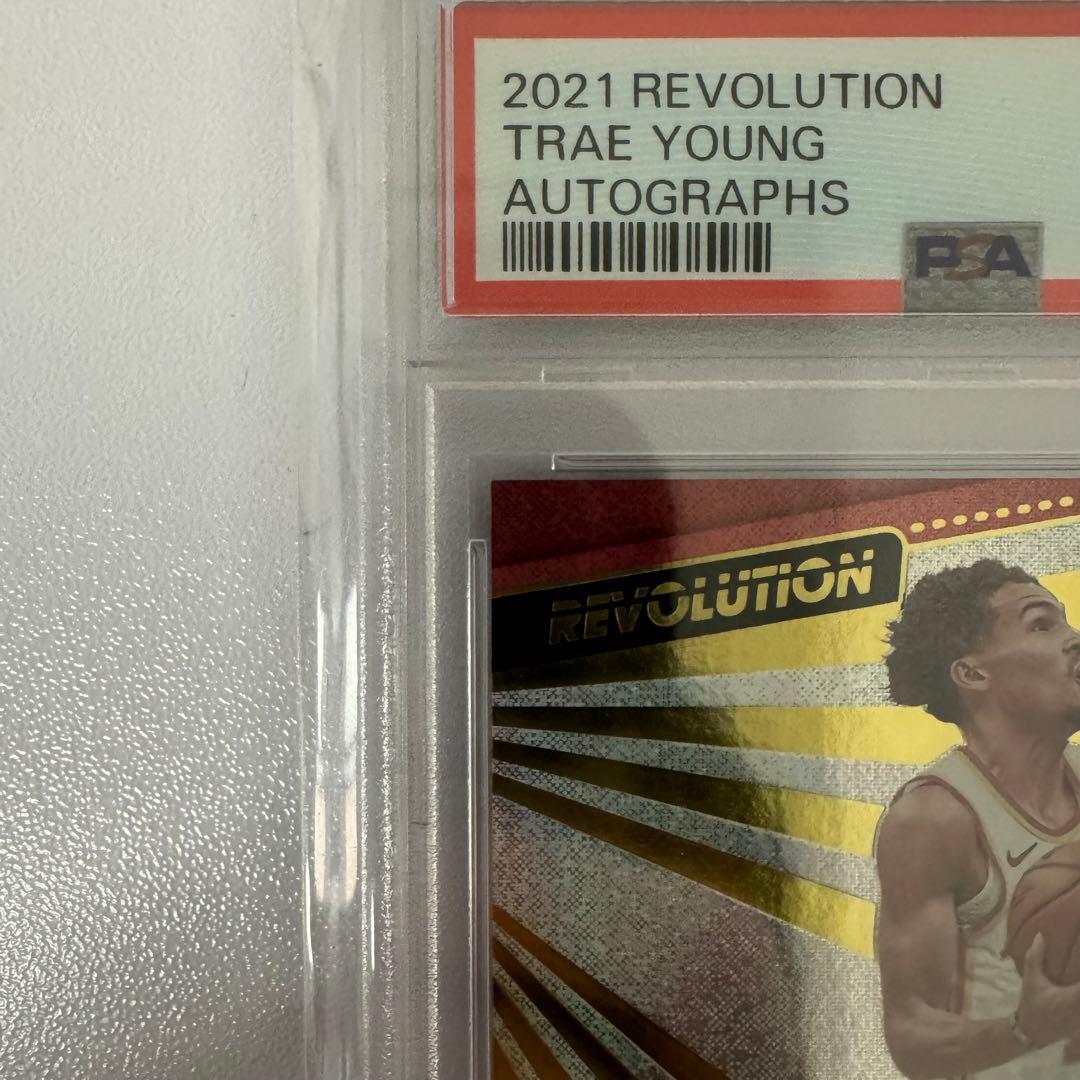 2021 REVOLUTION
TRAE YOUNG
AUTOGRAPHS
PSA
REVOLUTION